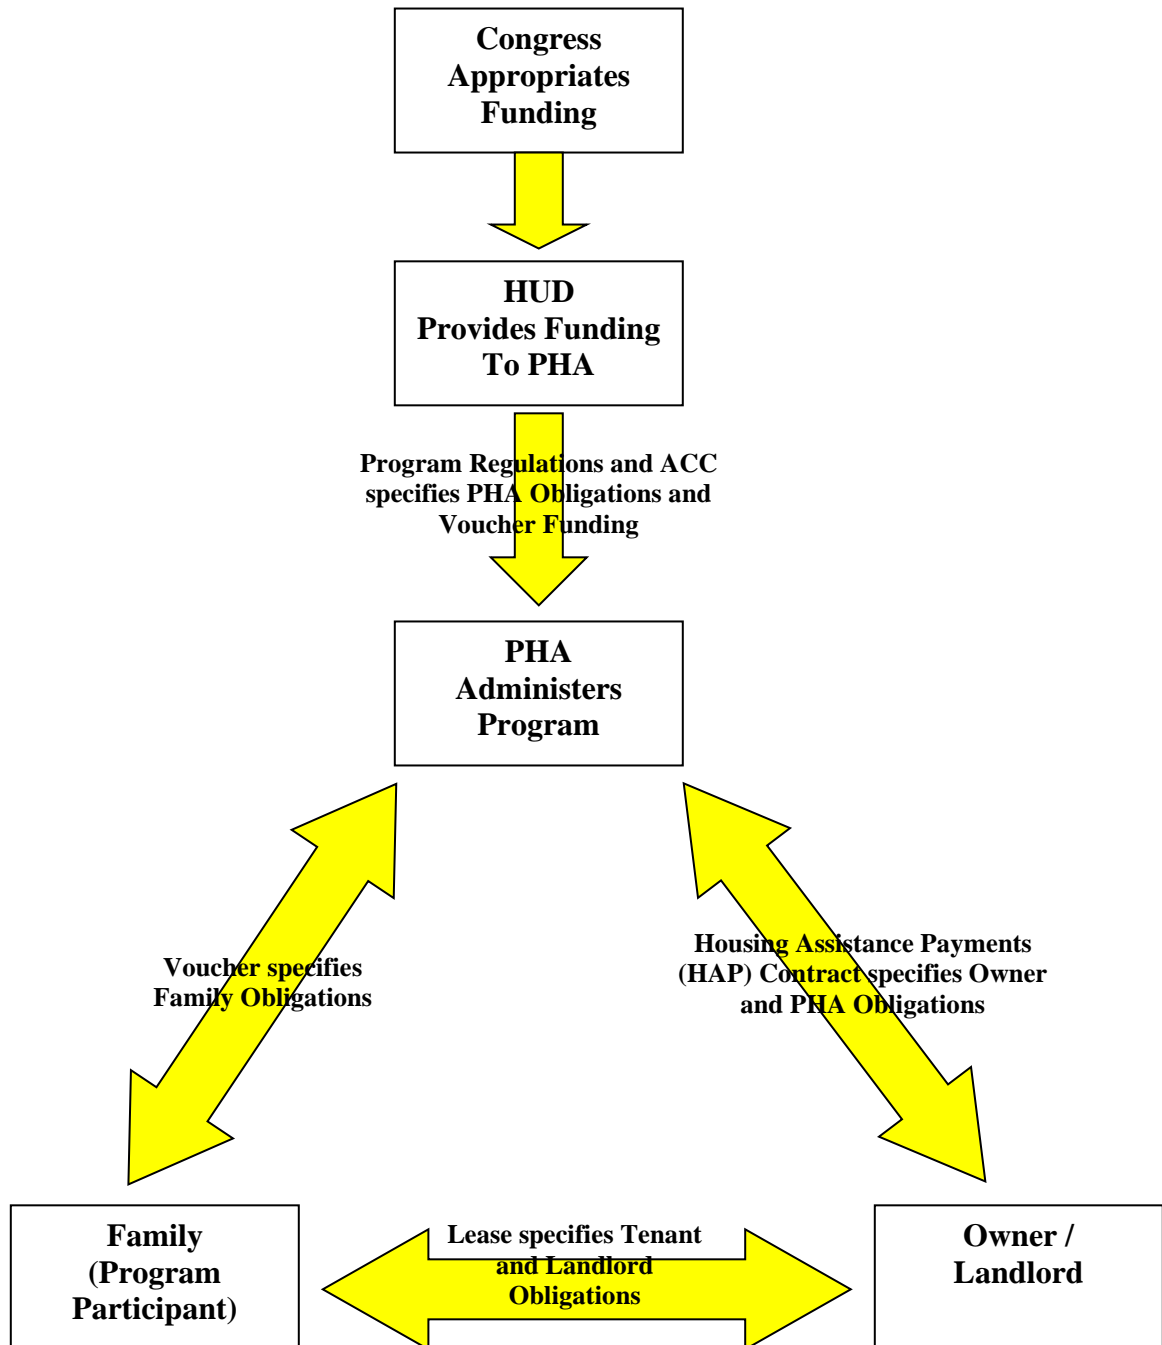 Congress
Appropriates
Funding
HUD
Provides Funding
To PHA
Program Regulations and ACC
specifies PHA Obligations and
Voucher Funding
PHA
Administers
Program
Voucher specifies
Family Obligations
Housing Assistance Payments
(HAP) Contract specifies Owner
and PHA Obligations
Family
(Program
Participant)
Lease specifies Tenant
and Landlord
Obligations
Owner /
Landlord